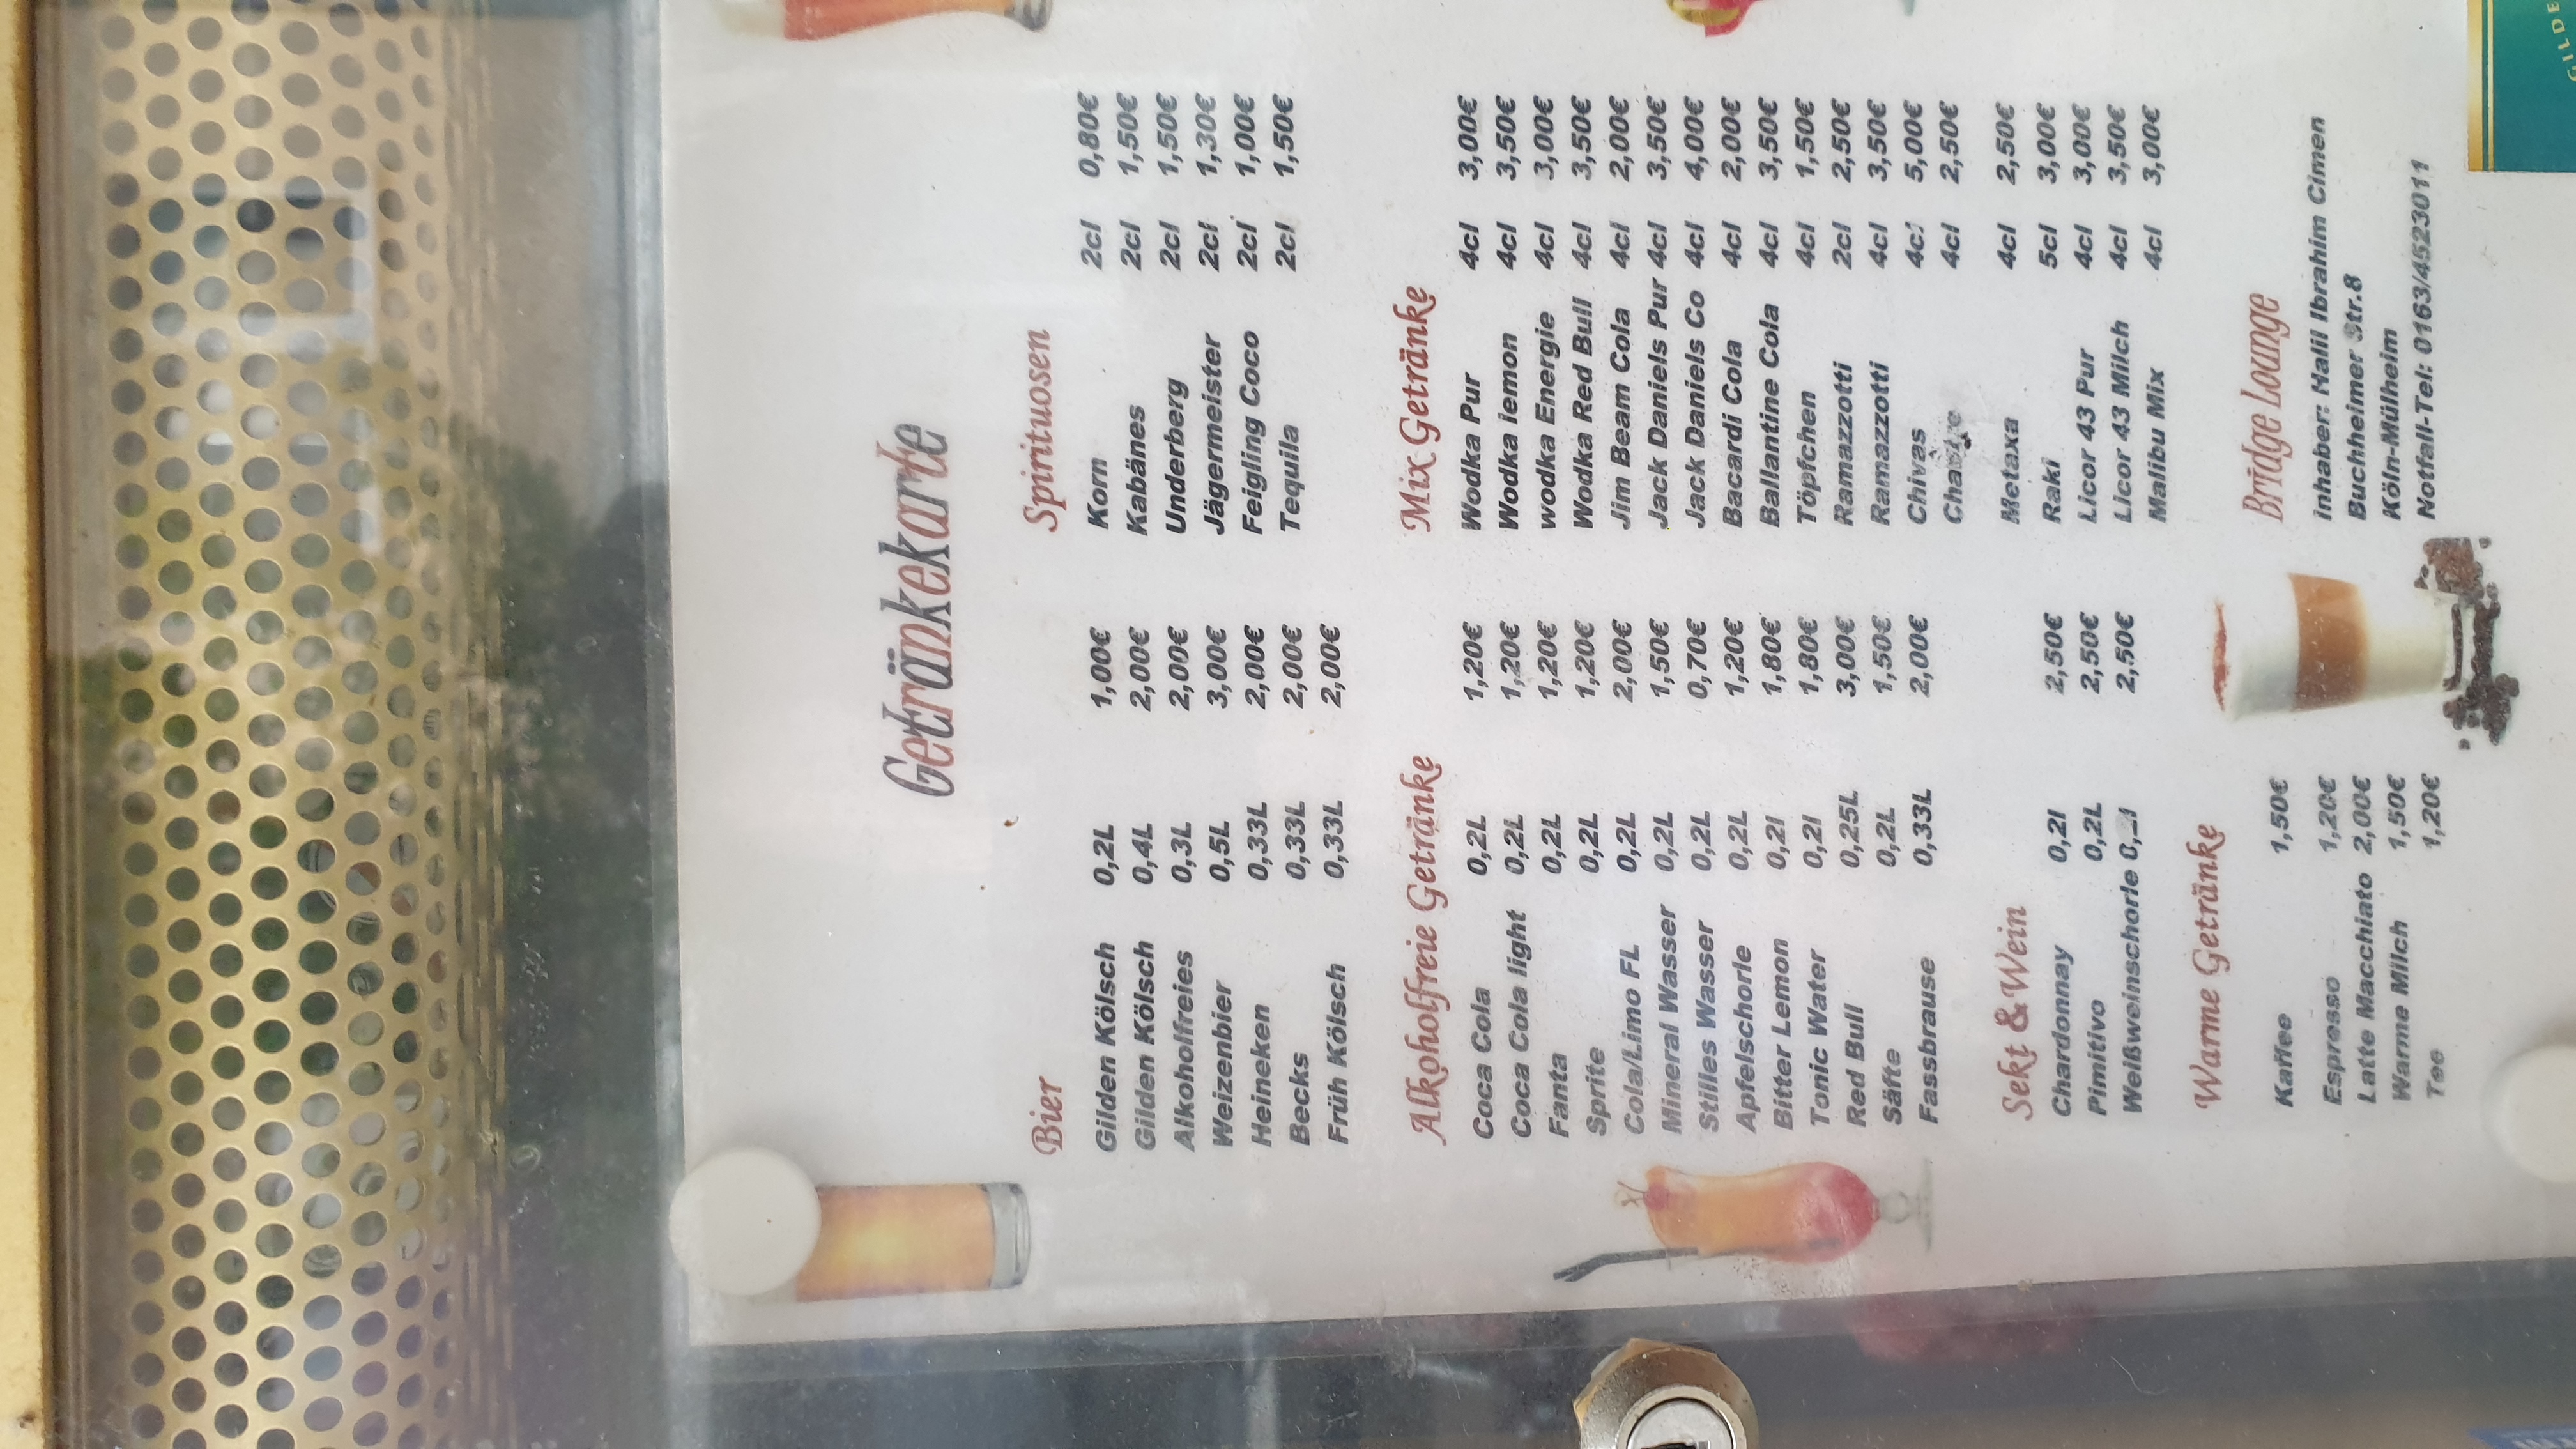 Getränkekarte
Bier
Gilden Kölsch 0,2L 1,00€
Gilden Kölsch 0,4L 2,00€
Alkoholfreies 0,3L 2,00€
Weizenbier 0,5L 3,00€
Heineken 0,33L 2,00€
Becks 0,33L 2,00€
Früh Kölsch 0,33L 2,00€
Alkoholfreie Getränke
Coca Cola 0,2L 1,20€
Coca Cola light 0,2L 1,20€
Fanta 0,2L 1,20€
Sprite 0,2L 1,20€
Cola/Limo FL 0,2L 2,00€
Mineral Wasser 0,2L 1,50€
Stilles Wasser 0,2L 0,70€
Apfelschorle 0,2L 1,20€
Bitter Lemon 0,2l 1,80€
Tonic Water 0,2l 1,80€
Red Bull 0,25L 3,00€
Säfte 0,2L 1,50€
Fassbrause 0,33L 2,00€
Sekt & Wein
Chardonnay 0,2l 2,50€
Pimitivo 0,2L 2,50€
Weißweinschorle 2,50€
Warme Getränke
Kaffee 1,50€
Espresso 1,20€
Latte Macchiato 2,00€
Warme Milch 1,50€
Tee 1,20€
Spirituosen
Korn 2cl 0,80€
Kabänes 2cl 1,50€
Underberg 2cl 1,50€
Jägermeister 2cl 1,30€
Feigling Coco 2cl 1,00€
Tequila 2cl 1,50€
Mix Getränke
Wodka Pur 4cl 3,00€
Wodka lemon 4cl 3,50€
wodka Energie 4cl 3,00€
Wodka Red Bull 4cl 3,50€
Jim Beam Cola 4cl 2,00€
Jack Daniels Pur 4cl 3,50€
Jack Daniels Co 4cl 4,00€
Bacardi Cola 4cl 2,00€
Ballantine Cola 4cl 3,50€
Töpfchen 4cl 1,50€
Ramazzotti 2cl 2,50€
Ramazzotti 4cl 3,50€
Chivas 4cl 5,00€
4cl 2,50€
Metaxa 4cl 2,50€
Raki 5cl 3,00€
Licor 43 Pur 4cl 3,00€
Licor 43 Milch 4cl 3,50€
Malibu Mix 4cl 3,00€
Bridge Lounge
Inhaber: Halil Ibrahim Cimen
Buchheimer Str.8
Köln-Mülheim
Notfall-Tel: 0163/4523011
GILDE